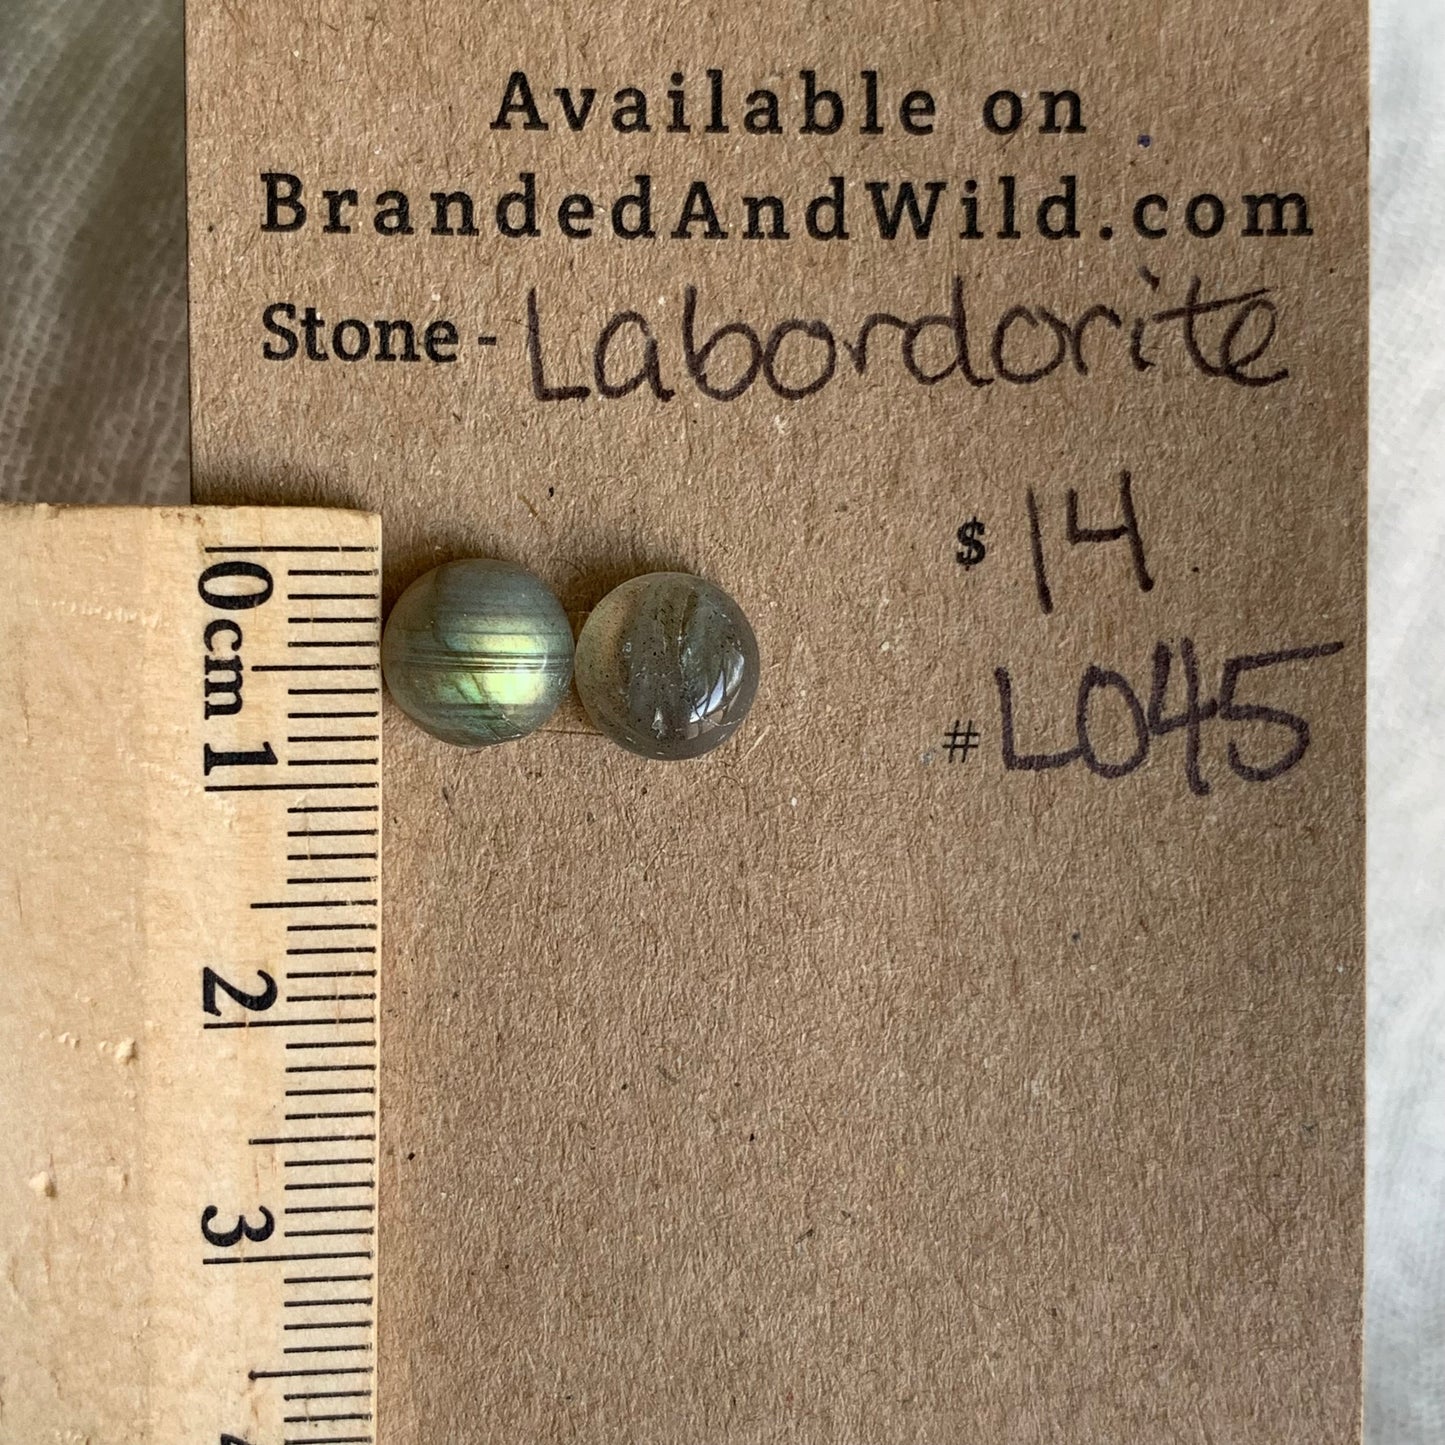 Available on
BrandedAndWild.com
Stone - Labordorite
$ 14
# L045
0cm
1
2
3